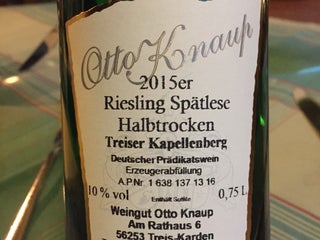 Otto Knaup
2015er
Riesling Spätlese
Halbtrocken
Treiser Kapellenberg
Deutscher Prädikatswein
Erzeugerabfüllung
A.P.Nr. 1 638 137 13 16
10 % vol Enthält Sulfite 0,75 L
Weingut Otto Knaup
Am Rathaus 6
56253 Treis-Karden